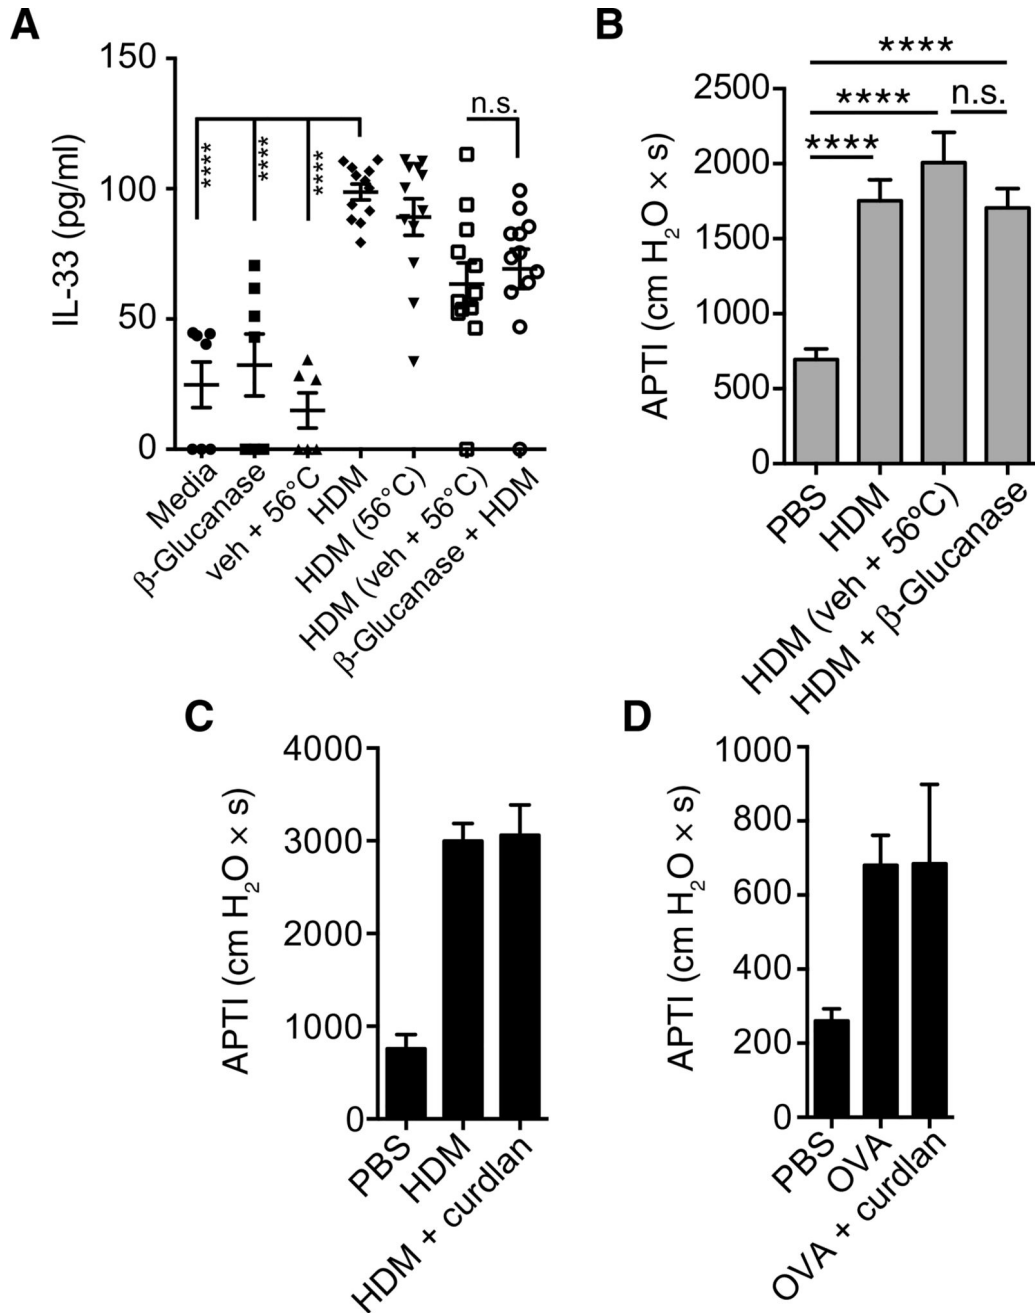 A
150
100
50
0
IL-33 (pg/ml)
****
****
****
n.s.
Media
β-Glucanase
veh + 56°C
HDM
HDM (56°C)
HDM (veh + 56°C)
β-Glucanase + HDM
B
2500
2000
1500
1000
500
0
APTI (cm H₂O × s)
****
****
n.s.
****
PBS
HDM
HDM (veh + 56°C)
HDM + β-Glucanase
C
4000
3000
2000
1000
0
APTI (cm H₂O × s)
PBS
HDM
HDM + curdlan
D
1000
800
600
400
200
0
APTI (cm H₂O × s)
PBS
OVA
OVA + curdlan